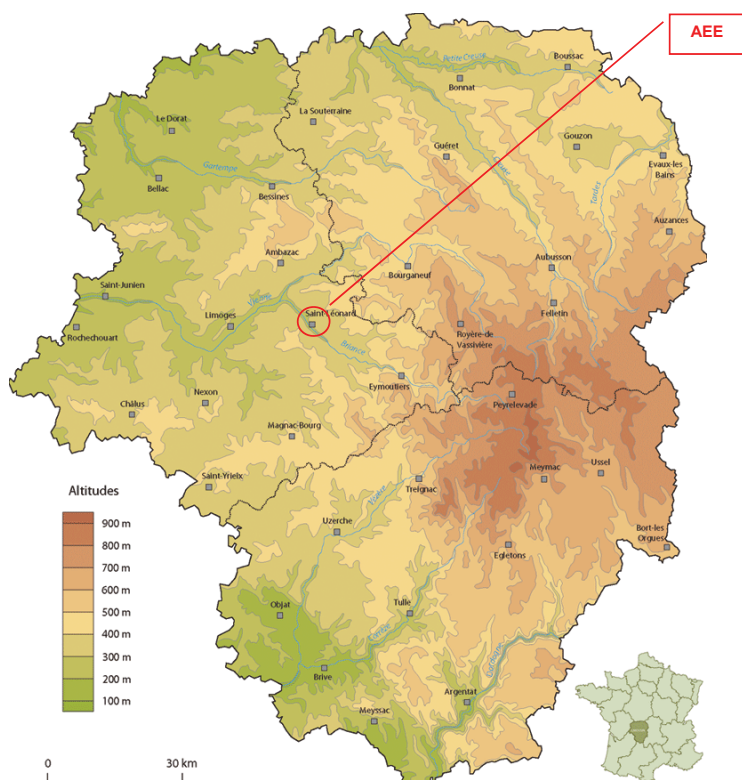 AEE
Boussac
Petite Creuse
Bonnat
La Souterraine
Le Dorat
Guéret
Gouzon
Creuse
Evaux-les
Bains
Tardes
Gartempe
Bellac
Bessines
Auzances
Ambazac
Bourganeuf
Aubusson
Saint-Junien
Vienne
Felletin
Limoges
Saint-Léonard
Rochechouart
Royère-de
Vassivière
Briance
Eymoutiers
Peyrelevade
Nexon
Châlus
Magnac-Bourg
Meymac
Ussel
Saint-Yrieix
Treignac
Altitudes
Vézère
Uzerche
Bort-les
Orgues
Egletons
900 m
800 m
700 m
600 m
500 m
400 m
300 m
200 m
100 m
Objat
Tulle
Corrèze
Dordogne
Brive
Argentat
Meyssac
0
30 km